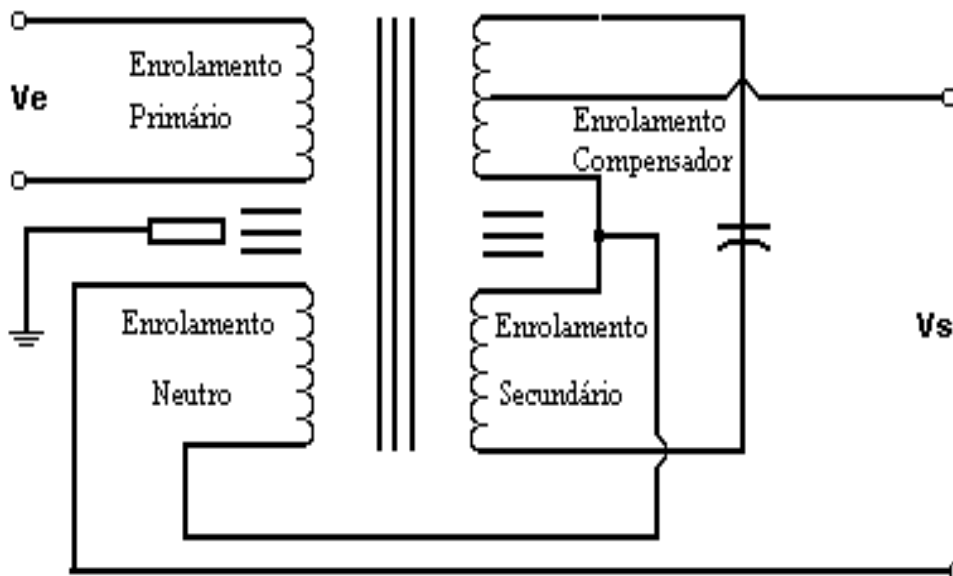 Ve
Enrolamento
Primário
Enrolamento
Compensador
Enrolamento
Neutro
Enrolamento
Secundário
Vs